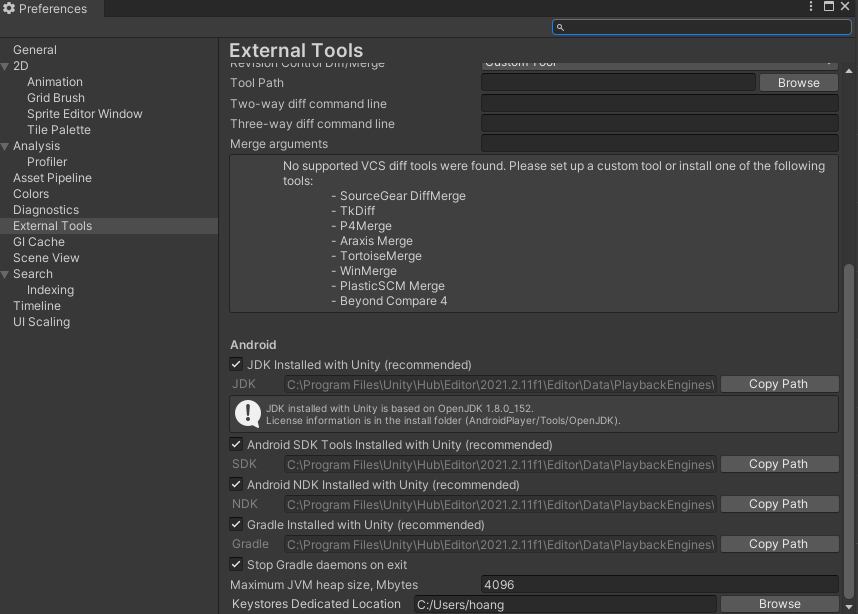 Preferences
General
2D
Animation
Grid Brush
Sprite Editor Window
Tile Palette
Analysis
Profiler
Asset Pipeline
Colors
Diagnostics
External Tools
GI Cache
Scene View
Search
Indexing
Timeline
UI Scaling
External Tools
Revision Control Diff/Merge Custom Tool
Tool Path Browse
Two-way diff command line
Three-way diff command line
Merge arguments
No supported VCS diff tools were found. Please set up a custom tool or install one of the following
tools:
- SourceGear DiffMerge
- TkDiff
- P4Merge
- Araxis Merge
- TortoiseMerge
- WinMerge
- PlasticSCM Merge
- Beyond Compare 4
Android
JDK Installed with Unity (recommended)
JDK C:\Program Files\Unity\Hub\Editor\2021.2.11f1\Editor\Data\PlaybackEngines\ Copy Path
JDK installed with Unity is based on OpenJDK 1.8.0_152.
License information is in the install folder (AndroidPlayer/Tools/OpenJDK).
Android SDK Tools Installed with Unity (recommended)
SDK C:\Program Files\Unity\Hub\Editor\2021.2.11f1\Editor\Data\PlaybackEngines\ Copy Path
Android NDK Installed with Unity (recommended)
NDK C:\Program Files\Unity\Hub\Editor\2021.2.11f1\Editor\Data\PlaybackEngines\ Copy Path
Gradle Installed with Unity (recommended)
Gradle C:\Program Files\Unity\Hub\Editor\2021.2.11f1\Editor\Data\PlaybackEngines\ Copy Path
Stop Gradle daemons on exit
Maximum JVM heap size, Mbytes 4096
Keystores Dedicated Location C:/Users/hoang Browse